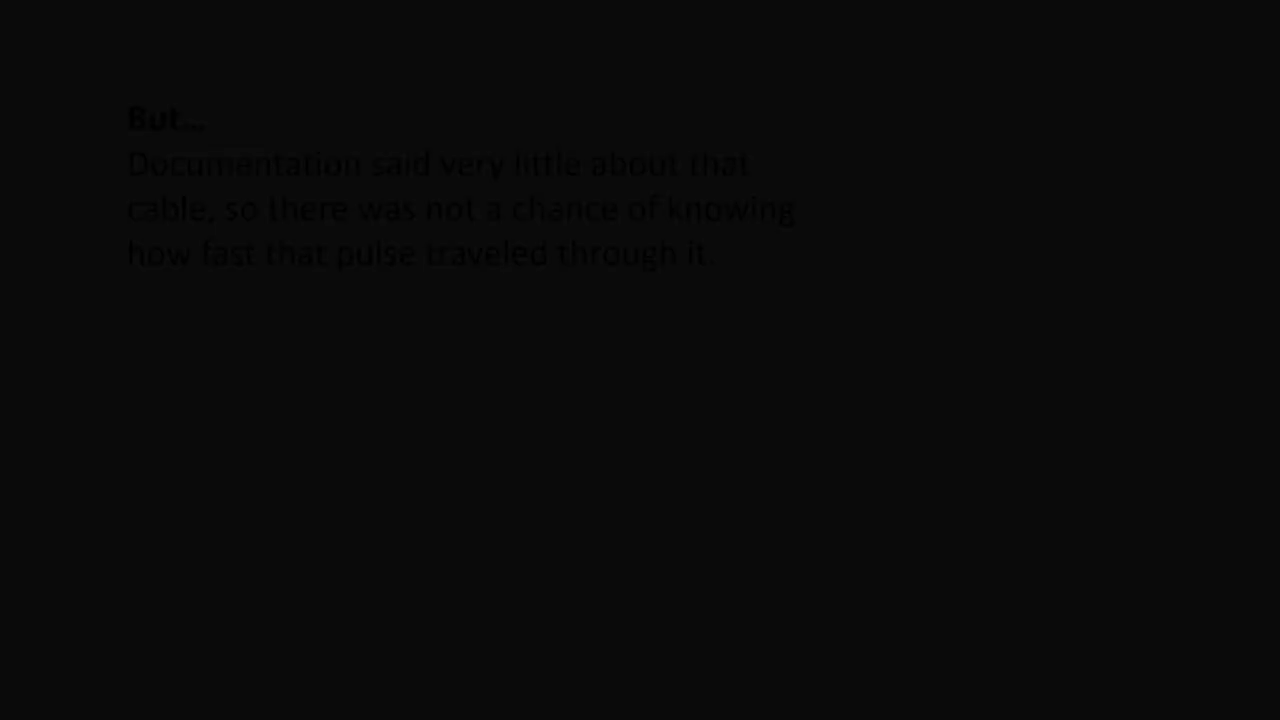 But...
Documentation said very little about that
cable, so there was not a chance of knowing
how fast that pulse traveled through it.